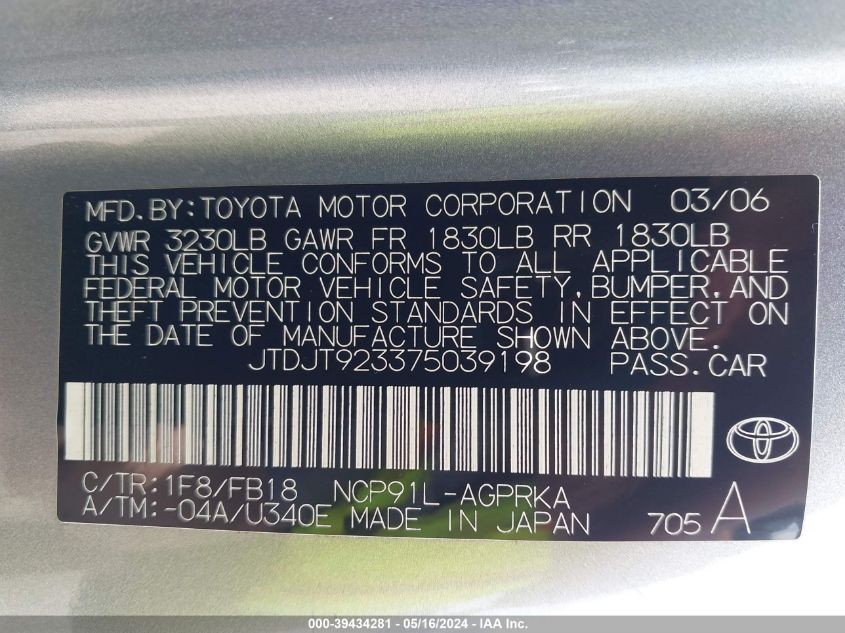 MFD.BY:TOYOTA MOTOR CORPORATION 03/06
GVWR 3230LB GAWR FR 1830LB RR 1830LB
THIS VEHICLE CONFORMS TO ALL APPLICABLE
FEDERAL MOTOR VEHICLE SAFETY,BUMPER,AND
THEFT PREVENTION STANDARDS IN EFFECT ON
THE DATE OF MANUFACTURE SHOWN ABOVE.
JTDJT923375039198 PASS.CAR
C/TR:1F8/FB18 NCP91L-AGPRKA
A/TM:-04A/U340E MADE IN JAPAN 705 A
000-39434281 - 05/16/2024 - IAA Inc.